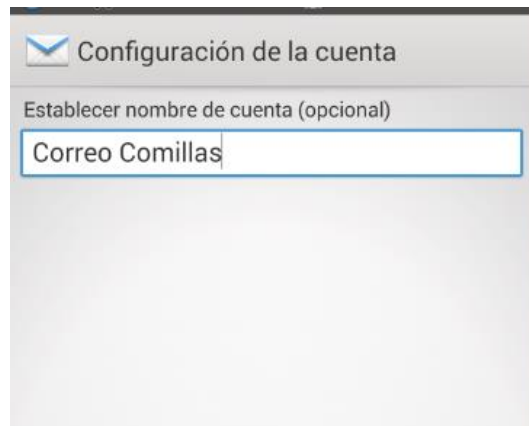 Configuración de la cuenta
Establecer nombre de cuenta (opcional)
Correo Comillas